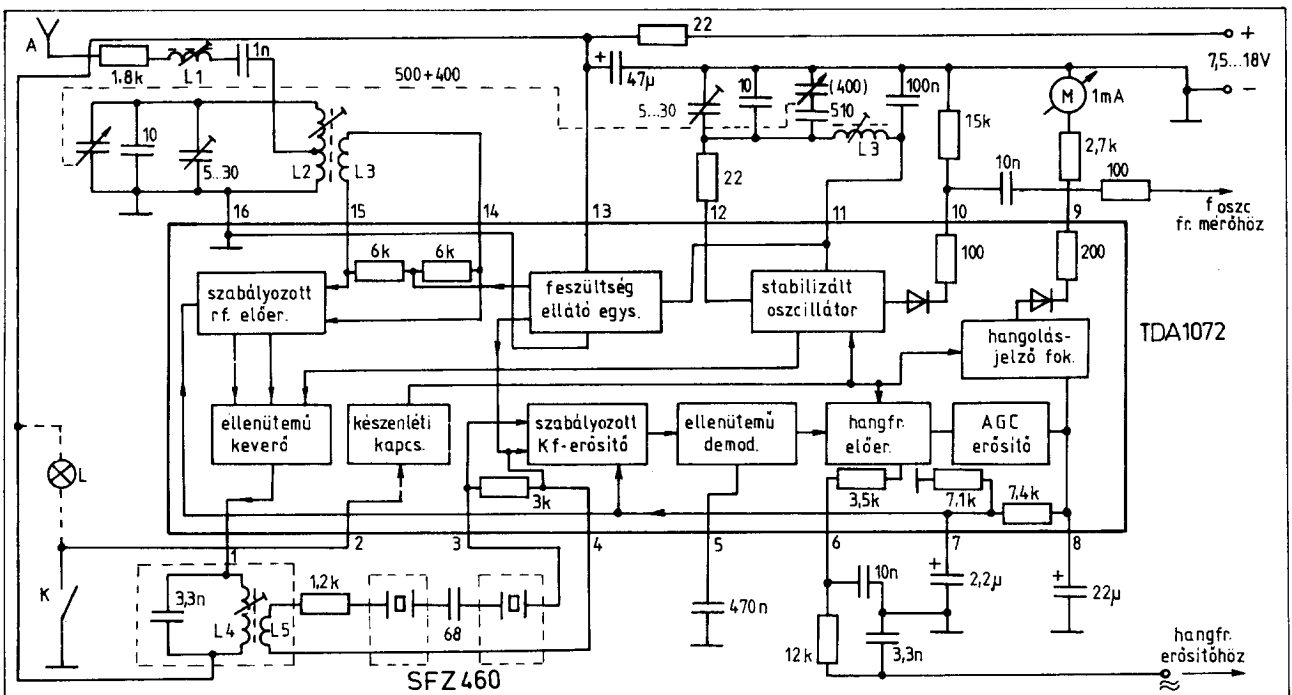 A
1.8k
L1
1n
500+400
22
+
7,5...18V
-
+
47µ
5...30
10
(400)
510
100n
L3
15k
M
1mA
2,7k
10n
100
f oszc
fr. mérőhöz
10
5...30
L2
L3
22
16
15
14
13
12
11
10
9
6k
6k
100
200
szabályozott
rf. előer.
feszültség
ellátó egys.
stabilizált
oszcillátor
hangolás-
jelző fok.
TDA1072
ellenütemű
keverő
készenléti
kapcs.
szabályozott
Kf-erősítő
ellenütemű
demod.
hangfr.
előer.
AGC
erősítő
L
3k
3,5k
7,1k
7,4k
1
2
3
4
5
6
7
8
K
3,3n
L4
L5
1,2k
68
SFZ460
470n
10n
12k
3,3n
+
2,2µ
+
22µ
hangfr.
erősítőhöz